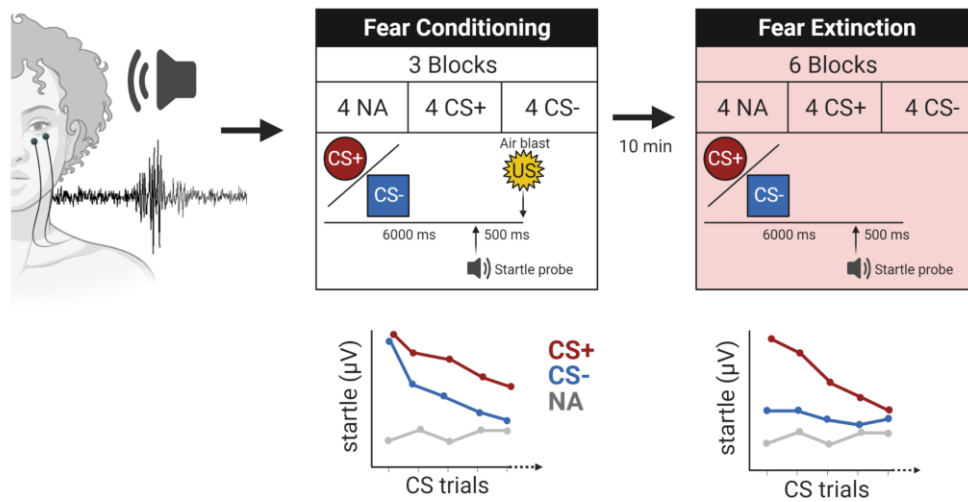 Fear Conditioning
3 Blocks
4 NA
4 CS+
4 CS-
CS+
CS-
Air blast
US
6000 ms
500 ms
Startle probe
10 min
Fear Extinction
6 Blocks
4 NA
4 CS+
4 CS-
CS+
CS-
6000 ms
500 ms
Startle probe
startle (µV)
CS trials
CS+
CS-
NA
startle (µV)
CS trials